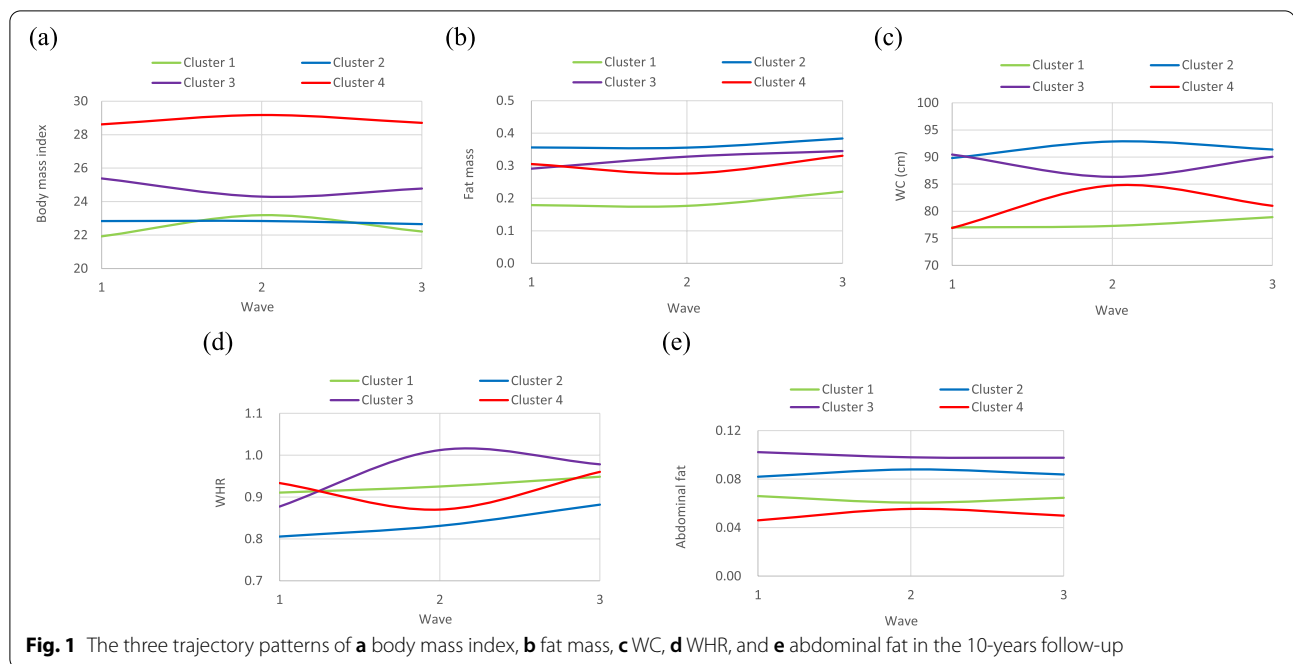 (a)
Cluster 1 Cluster 2
Cluster 3 Cluster 4
Body mass index
30
28
26
24
22
20
1 2 3
Wave
(b)
Cluster 1 Cluster 2
Cluster 3 Cluster 4
Fat mass
0.5
0.4
0.3
0.2
0.1
0.0
1 2 3
Wave
(c)
Cluster 1 Cluster 2
Cluster 3 Cluster 4
WC (cm)
100
95
90
85
80
75
70
1 2 3
Wave
(d)
Cluster 1 Cluster 2
Cluster 3 Cluster 4
WHR
1.1
1.0
0.9
0.8
0.7
1 2 3
Wave
(e)
Cluster 1 Cluster 2
Cluster 3 Cluster 4
Abdominal fat
0.12
0.08
0.04
0.00
1 2 3
Wave
Fig. 1 The three trajectory patterns of a body mass index, b fat mass, c WC, d WHR, and e abdominal fat in the 10-years follow-up